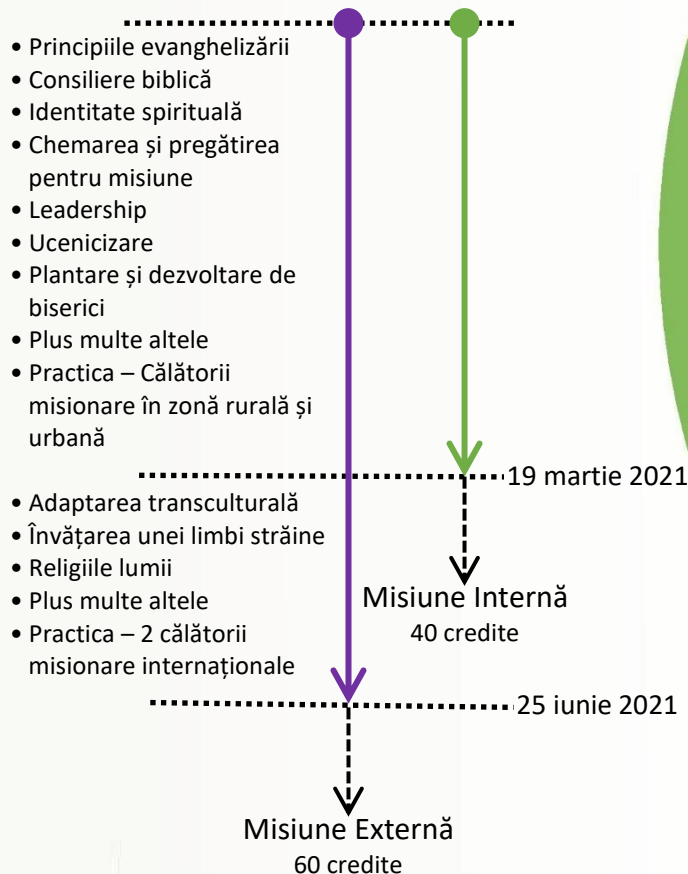 • Principiile evanghelizării
• Consiliere biblică
• Identitate spirituală
• Chemarea și pregătirea
pentru misiune
• Leadership
• Ucenicizare
• Plantare și dezvoltare de
biserici
• Plus multe altele
• Practica – Călătorii
misionare în zonă rurală și
urbană
19 martie 2021
• Adaptarea transculturală
• Învățarea unei limbi străine
• Religiile lumii
• Plus multe altele
• Practica – 2 călătorii
misionare internaționale
Misiune Internă
40 credite
25 iunie 2021
Misiune Externă
60 credite